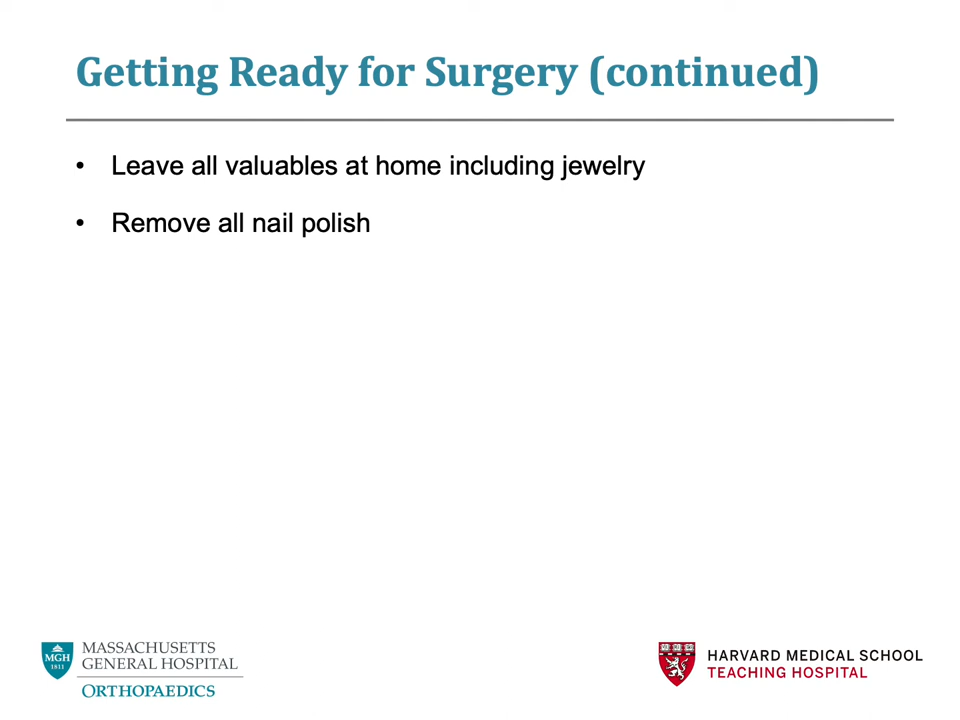 Getting Ready for Surgery (continued)
• Leave all valuables at home including jewelry
• Remove all nail polish
MGH
1811
MASSACHUSETTS
GENERAL HOSPITAL
ORTHOPAEDICS
HARVARD MEDICAL SCHOOL
TEACHING HOSPITAL